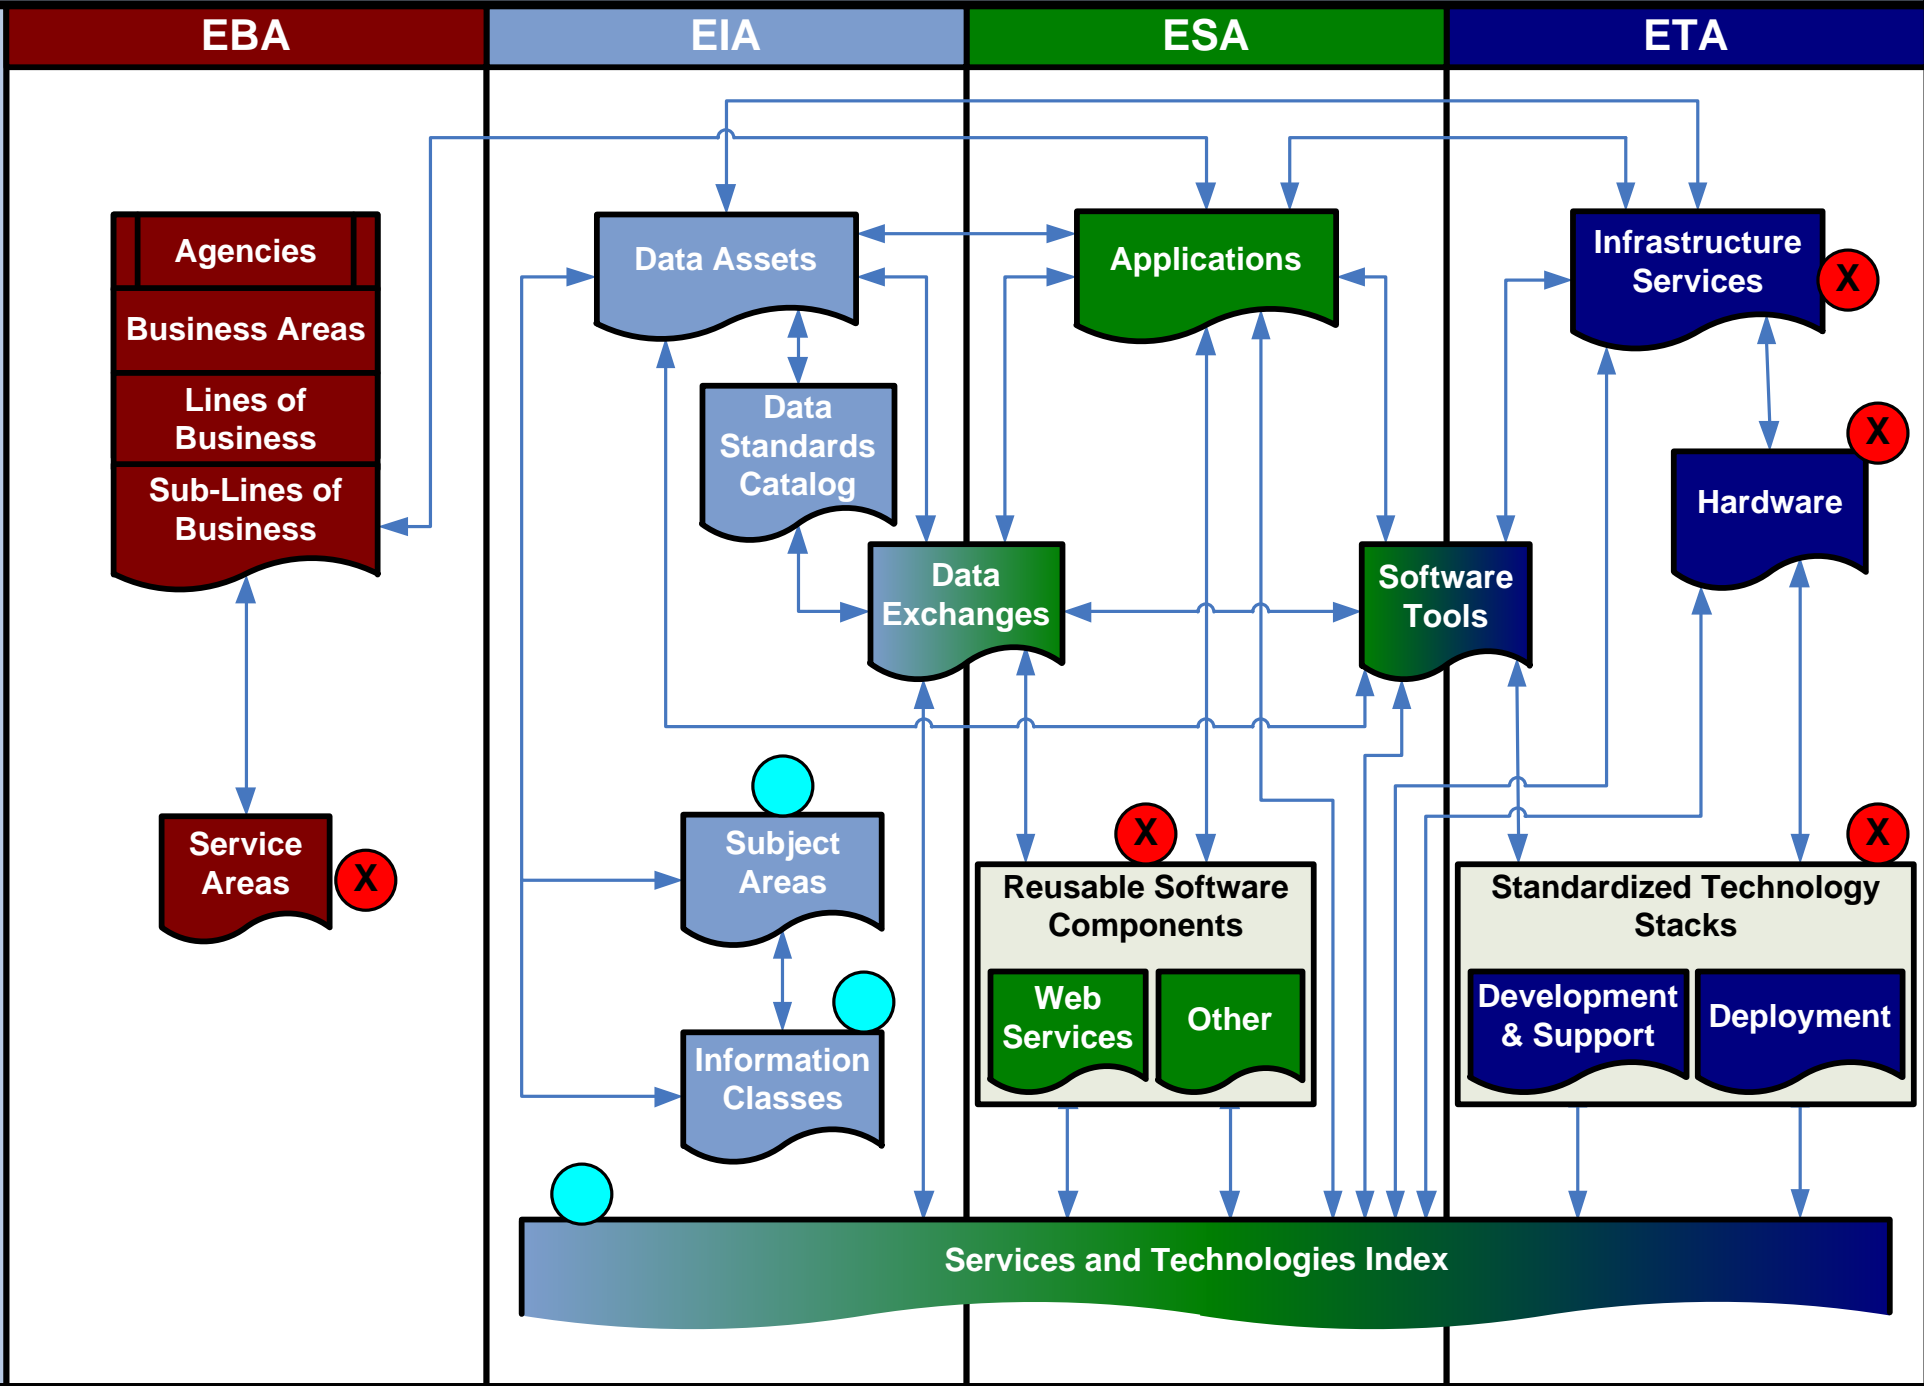 EBA
EIA
ESA
ETA
Agencies
Business Areas
Lines of
Business
Sub-Lines of
Business
Service
Areas
X
Data Assets
Data
Standards
Catalog
Data
Exchanges
Subject
Areas
Information
Classes
Applications
Software
Tools
X
Reusable Software
Components
Web
Services
Other
Infrastructure
Services
X
X
Hardware
X
Standardized Technology
Stacks
Development
& Support
Deployment
Services and Technologies Index